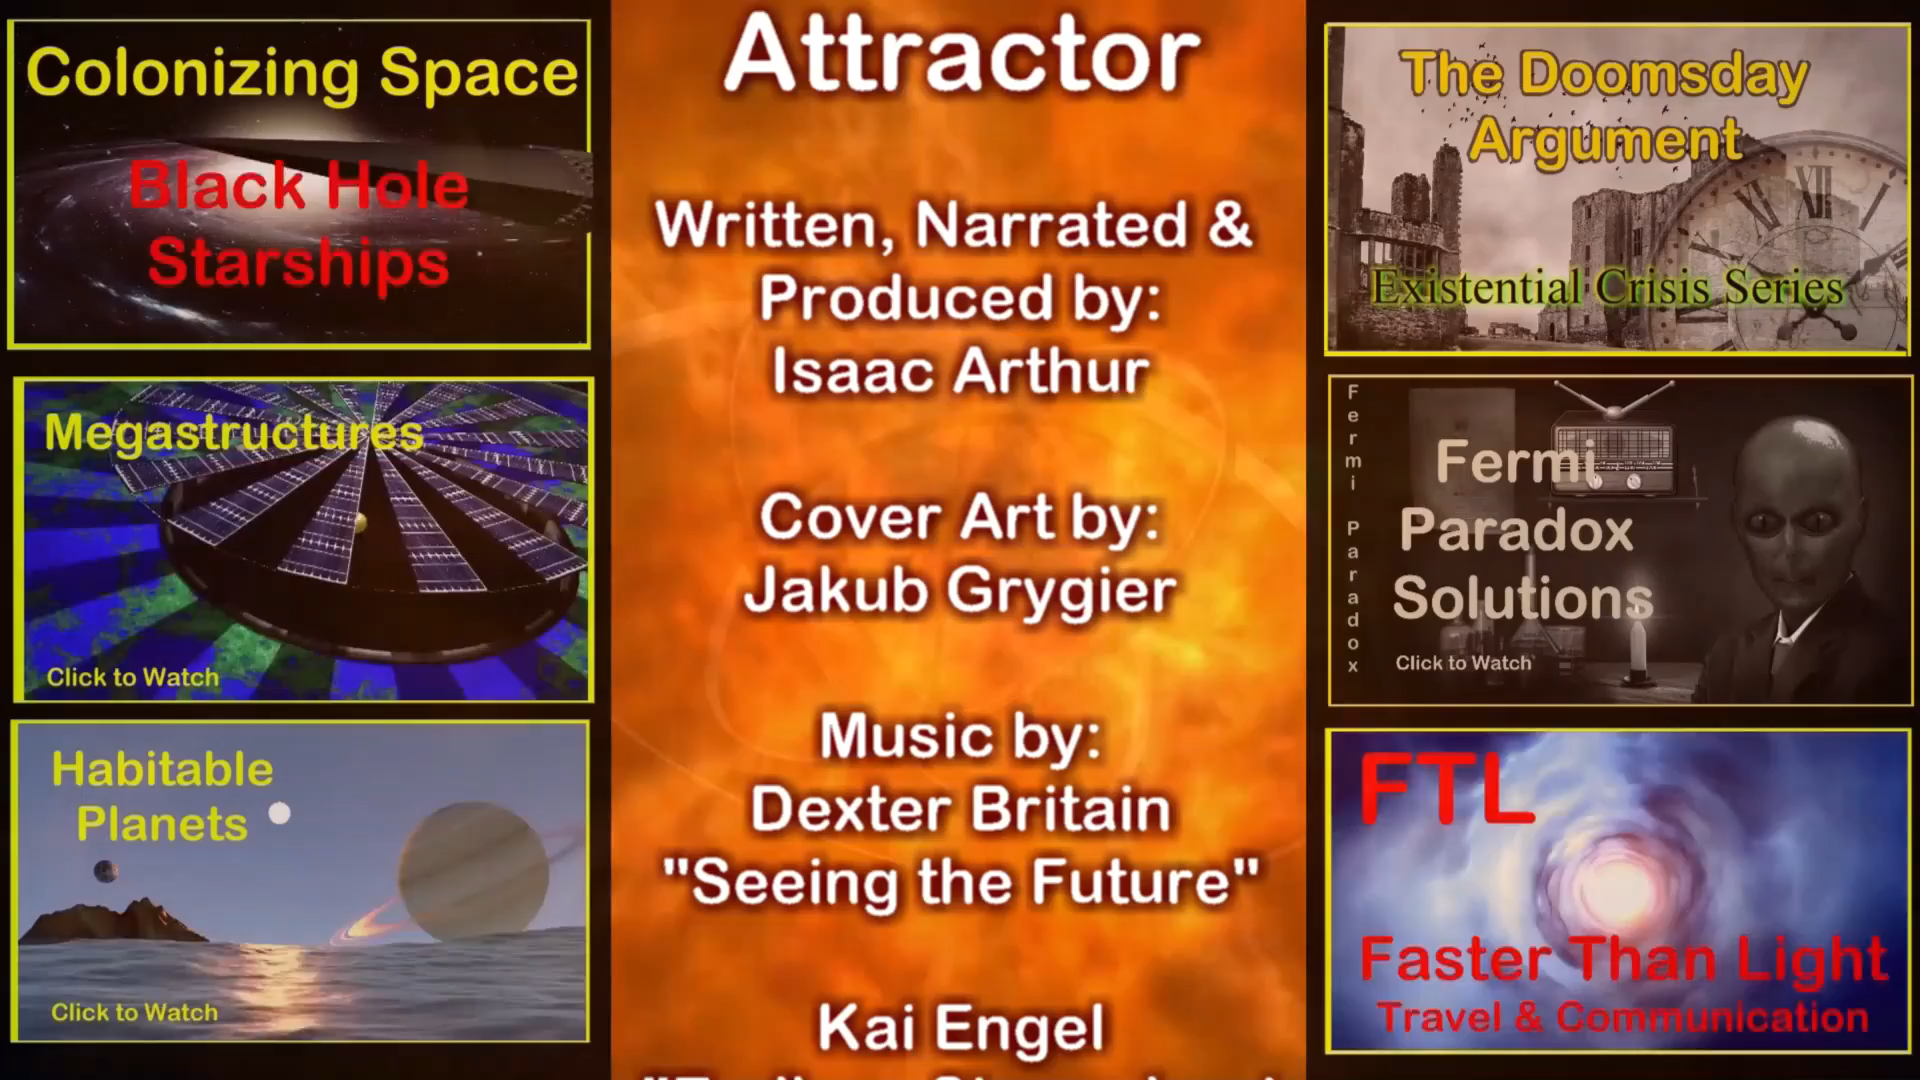 Colonizing Space
Black Hole
Starships
Megastructures
Click to Watch
Habitable
Planets
Click to Watch
Attractor
Written, Narrated &
Produced by:
Isaac Arthur
Cover Art by:
Jakub Grygier
Music by:
Dexter Britain
"Seeing the Future"
Kai Engel
The Doomsday
Argument
Existential Crisis Series
Fermi Paradox
Fermi
Paradox
Solutions
Click to Watch
FTL
Faster Than Light
Travel & Communication